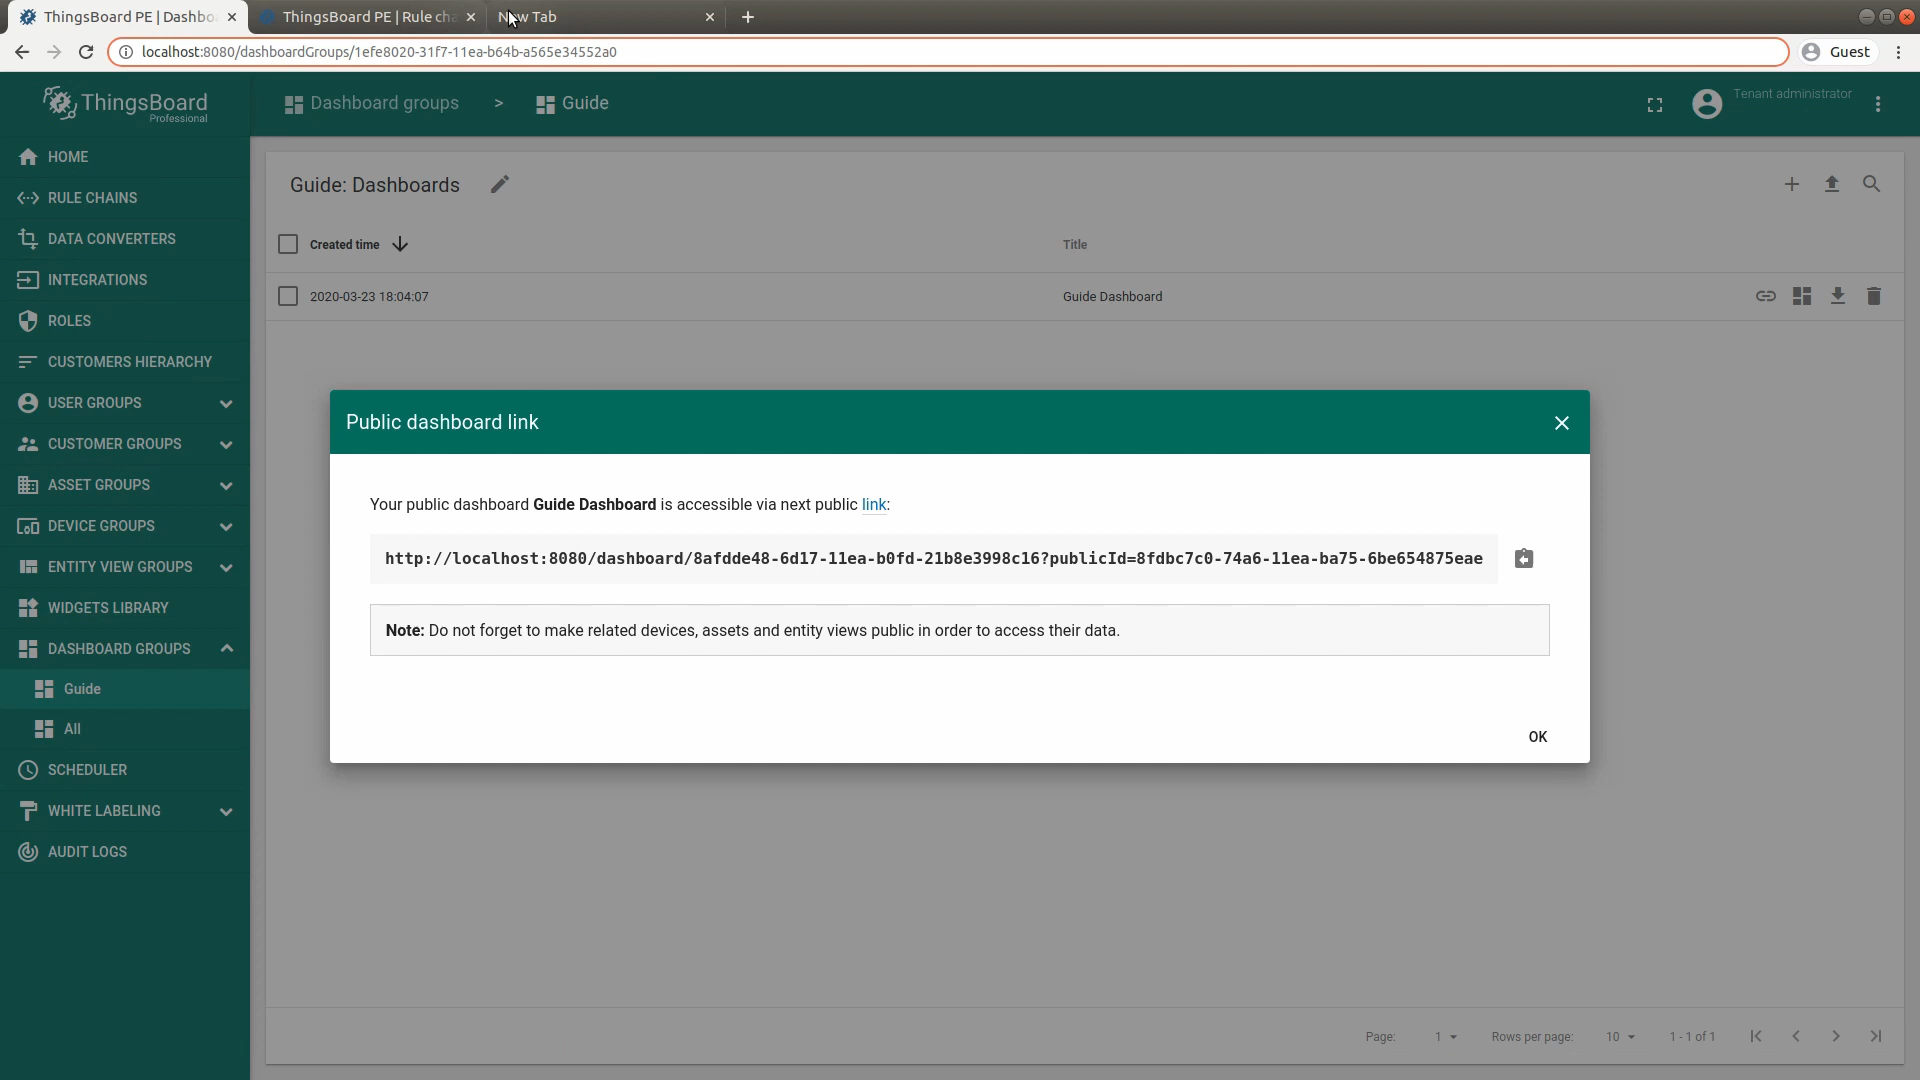 ThingsBoard PE | Dashbo
ThingsBoard PE | Rule cha
New Tab
localhost:8080/dashboardGroups/1efe8020-31f7-11ea-b64b-a565e34552a0
Guest
ThingsBoard
Professional
Dashboard groups > Guide
Tenant administrator
HOME
RULE CHAINS
DATA CONVERTERS
INTEGRATIONS
ROLES
CUSTOMERS HIERARCHY
USER GROUPS
CUSTOMER GROUPS
ASSET GROUPS
DEVICE GROUPS
ENTITY VIEW GROUPS
WIDGETS LIBRARY
DASHBOARD GROUPS
Guide
All
SCHEDULER
WHITE LABELING
AUDIT LOGS
Guide: Dashboards
Created time
Title
2020-03-23 18:04:07
Guide Dashboard
Public dashboard link
Your public dashboard Guide Dashboard is accessible via next public link:
http://localhost:8080/dashboard/8afdde48-6d17-11ea-b0fd-21b8e3998c16?publicId=8fdbc7c0-74a6-11ea-ba75-6be654875eae
Note: Do not forget to make related devices, assets and entity views public in order to access their data.
OK
Page: 1 Rows per page: 10 1 - 1 of 1